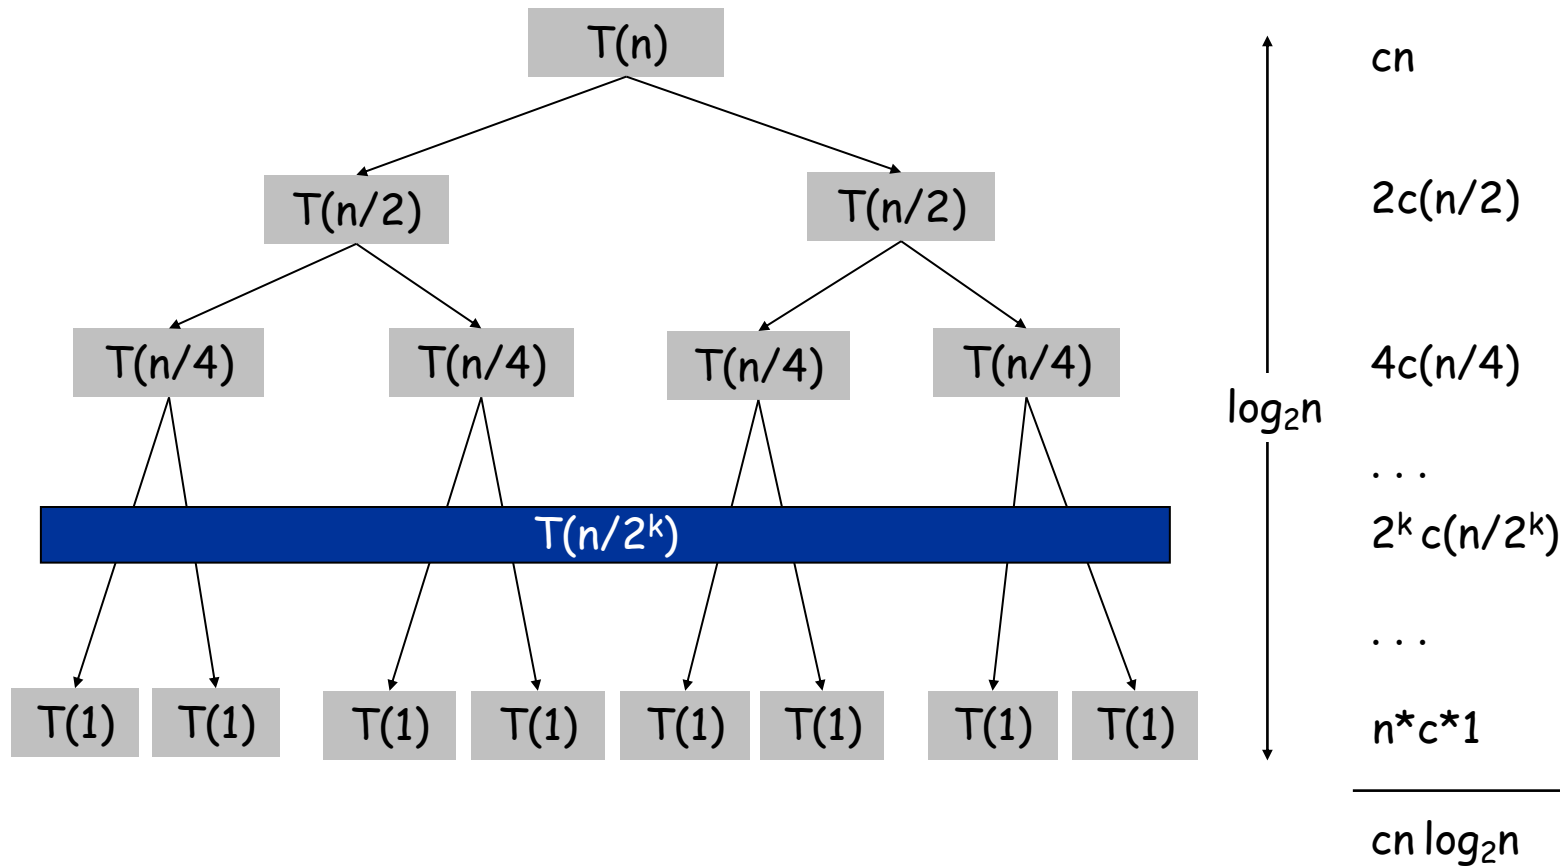 T(n)
cn
T(n/2) T(n/2)
2c(n/2)
T(n/4) T(n/4) T(n/4) T(n/4)
4c(n/4)
log₂n
. . .
T(n/2ᵏ)
2ᵏ c(n/2ᵏ)
. . .
T(1) T(1) T(1) T(1) T(1) T(1) T(1) T(1)
n*c*1
cn log₂n